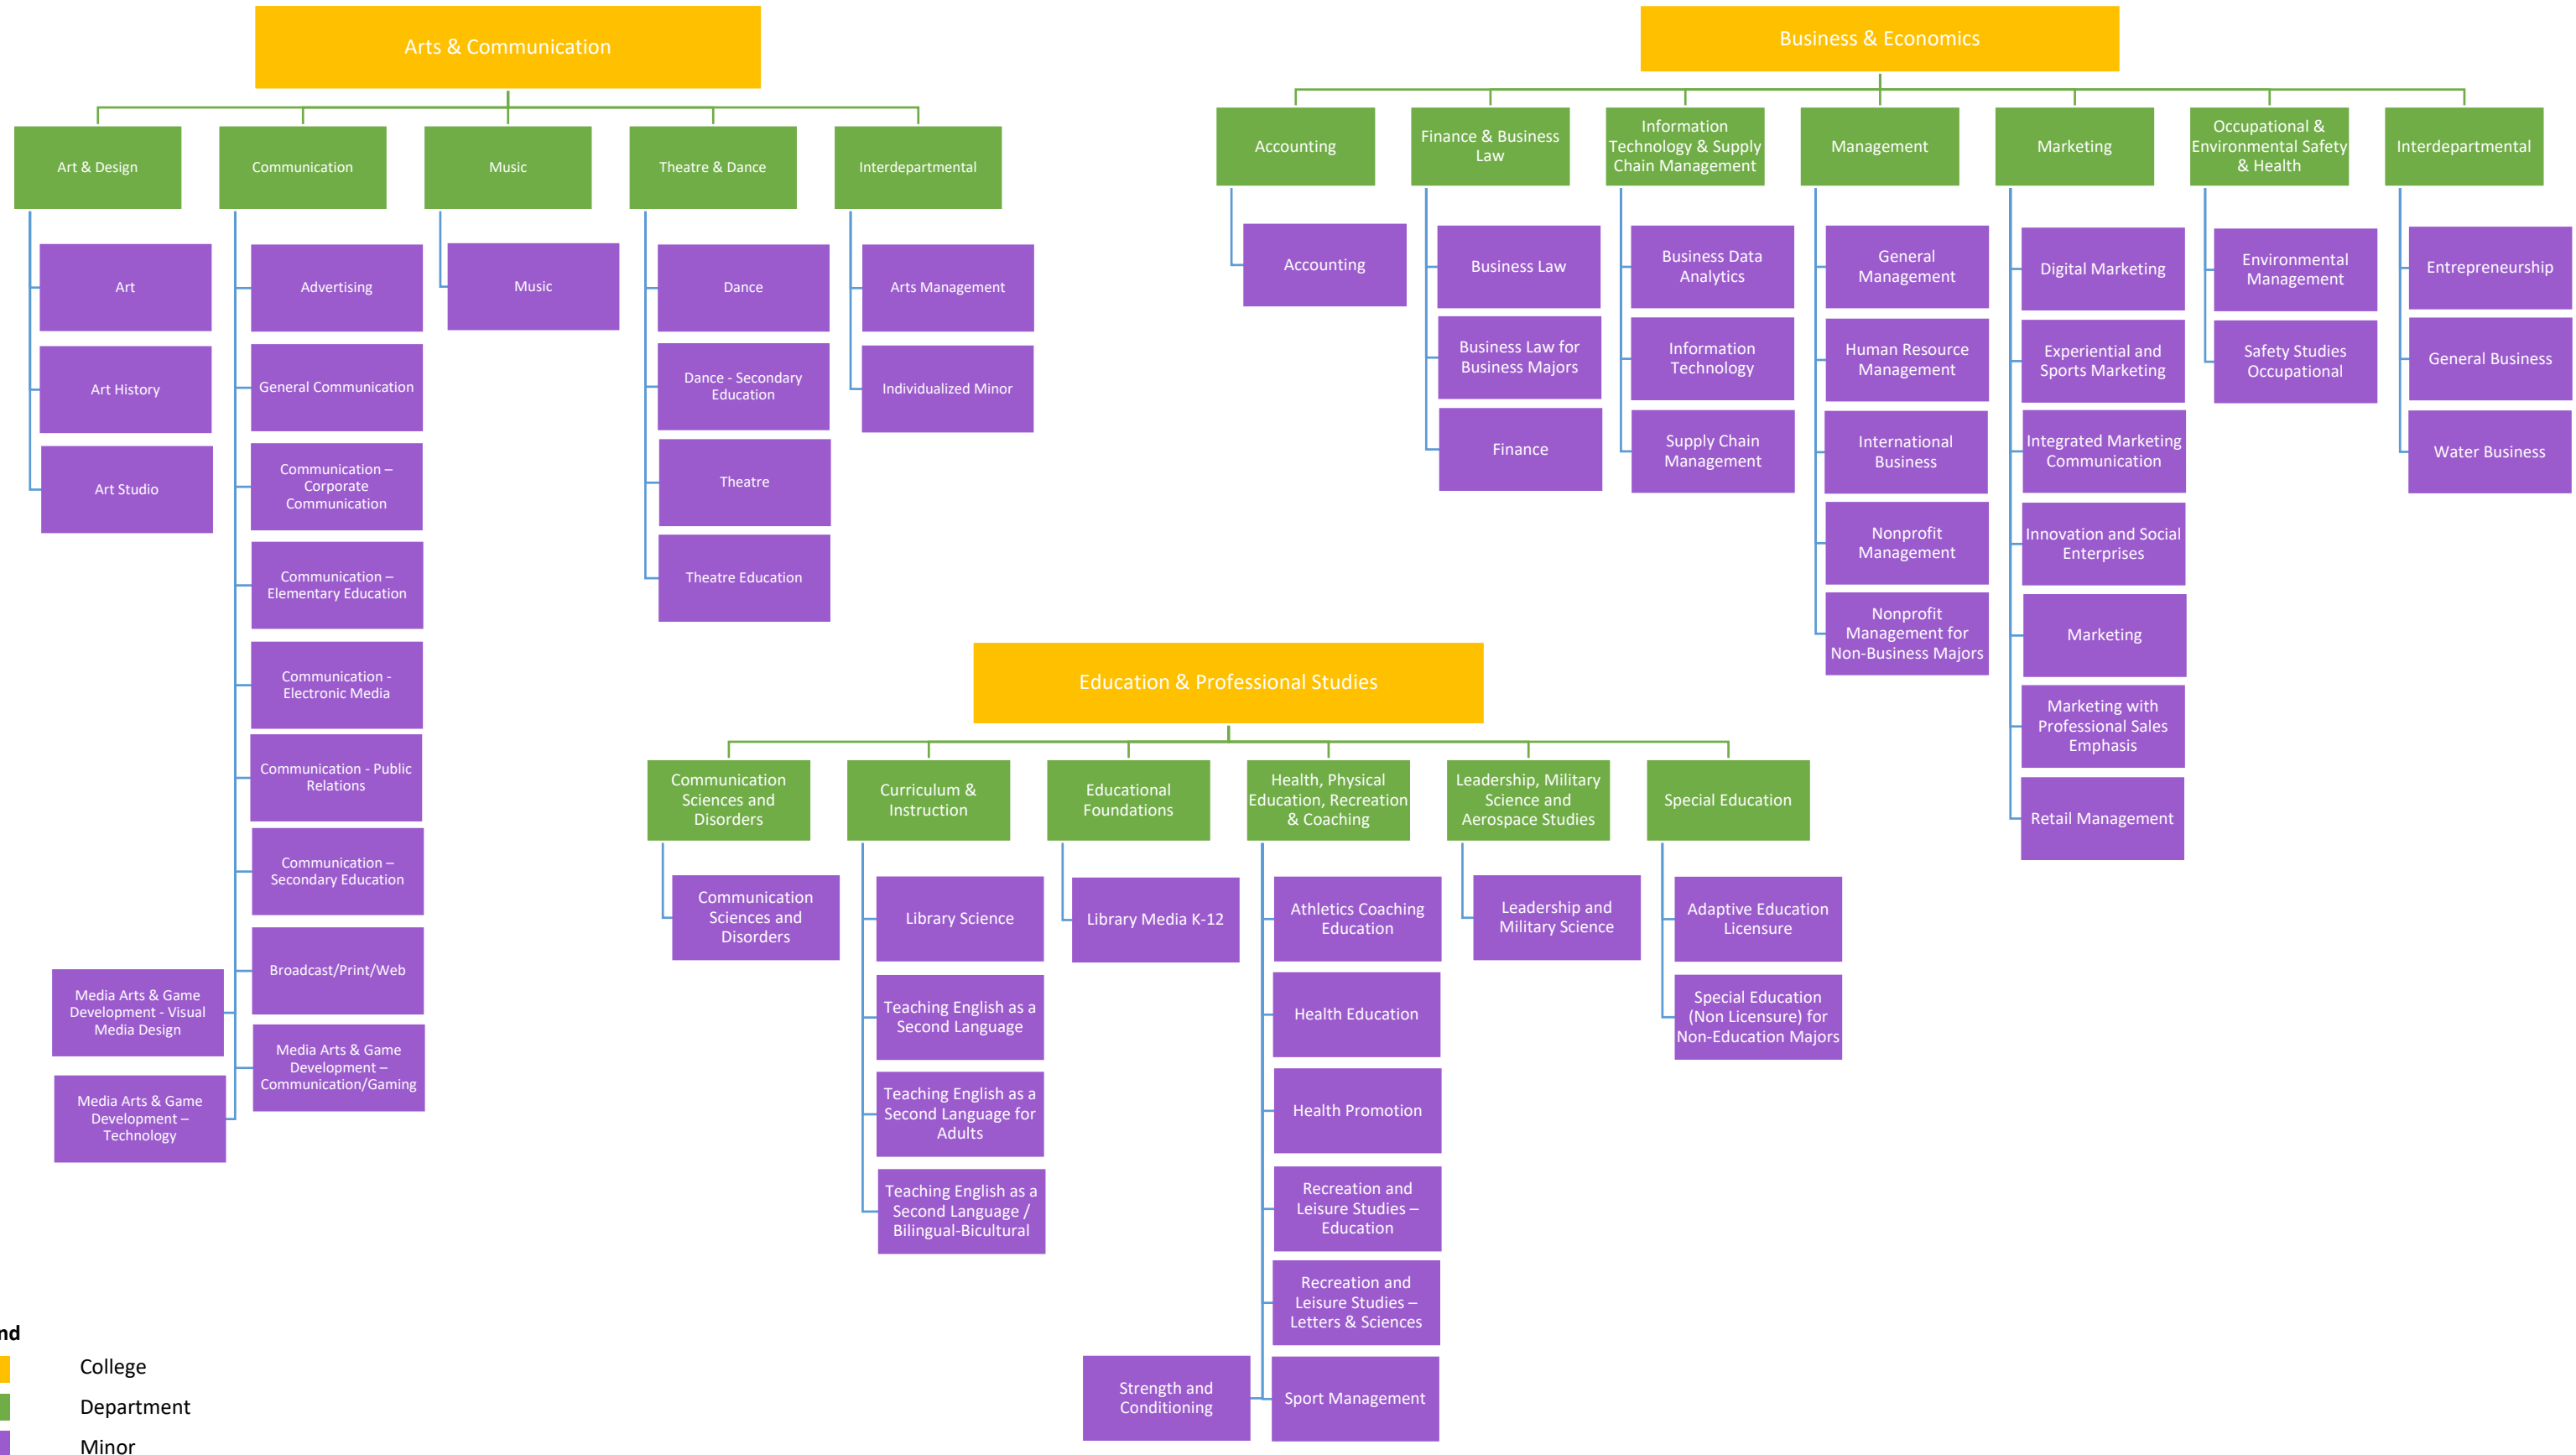 Arts & Communication
Art & Design
Art
Art History
Art Studio
Communication
Advertising
General Communication
Communication –
Corporate
Communication
Communication –
Elementary Education
Communication -
Electronic Media
Communication - Public
Relations
Communication –
Secondary Education
Broadcast/Print/Web
Media Arts & Game
Development - Visual
Media Design
Media Arts & Game
Development –
Communication/Gaming
Media Arts & Game
Development –
Technology
Music
Music
Theatre & Dance
Dance
Dance - Secondary
Education
Theatre
Theatre Education
Interdepartmental
Arts Management
Individualized Minor
Business & Economics
Accounting
Accounting
Finance & Business
Law
Business Law
Business Law for
Business Majors
Finance
Information
Technology & Supply
Chain Management
Business Data
Analytics
Information
Technology
Supply Chain
Management
Management
General
Management
Human Resource
Management
International
Business
Nonprofit
Management
Nonprofit
Management for
Non-Business Majors
Marketing
Digital Marketing
Experiential and
Sports Marketing
Integrated Marketing
Communication
Innovation and Social
Enterprises
Marketing
Marketing with
Professional Sales
Emphasis
Retail Management
Occupational &
Environmental Safety
& Health
Environmental
Management
Safety Studies
Occupational
Interdepartmental
Entrepreneurship
General Business
Water Business
Education & Professional Studies
Communication
Sciences and
Disorders
Communication
Sciences and
Disorders
Curriculum &
Instruction
Library Science
Teaching English as a
Second Language
Teaching English as a
Second Language for
Adults
Teaching English as a
Second Language /
Bilingual-Bicultural
Educational
Foundations
Library Media K-12
Health, Physical
Education, Recreation
& Coaching
Athletics Coaching
Education
Health Education
Health Promotion
Recreation and
Leisure Studies –
Education
Recreation and
Leisure Studies –
Letters & Sciences
Strength and
Conditioning
Sport Management
Leadership, Military
Science and
Aerospace Studies
Leadership and
Military Science
Special Education
Adaptive Education
Licensure
Special Education
(Non Licensure) for
Non-Education Majors
College
Department
Minor